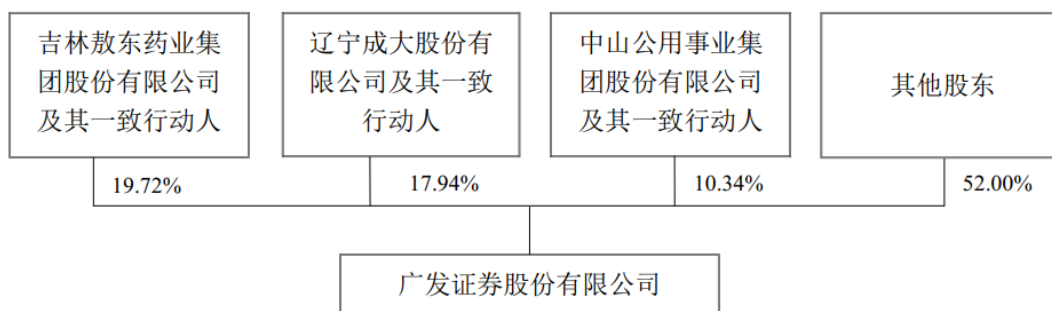 吉林敖东药业集
团股份有限公司
及其一致行动人
辽宁成大股份有
限公司及其一致
行动人
中山公用事业集
团股份有限公司
及其一致行动人
其他股东
19.72%
17.94%
10.34%
52.00%
广发证券股份有限公司